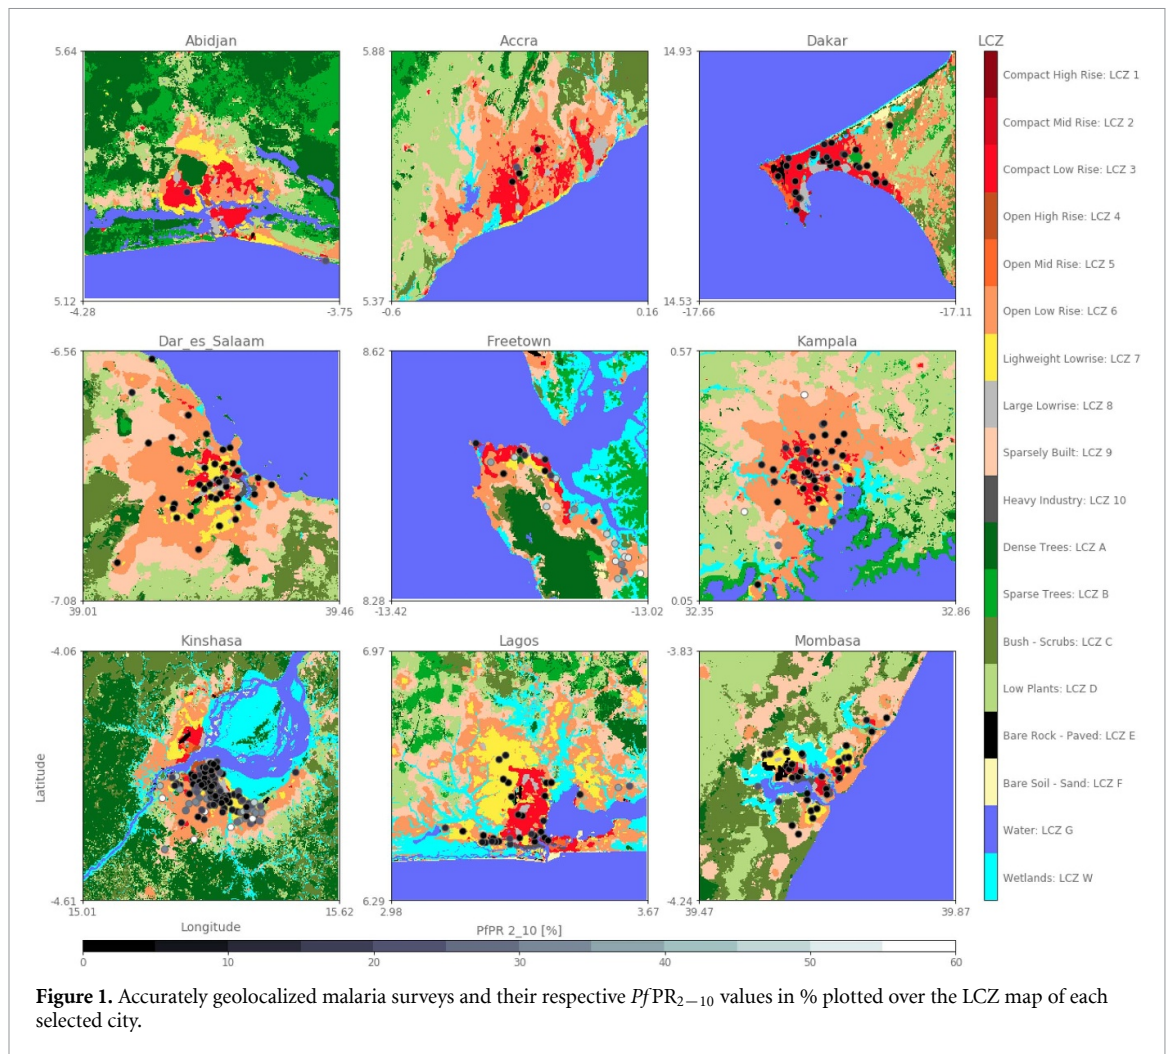 Abidjan
Accra
Dakar
LCZ
5.64
5.12
-4.28
-3.75
5.88
5.37
-0.6
0.16
14.93
14.53
-17.66
-17.11
Dar_es_Salaam
Freetown
Kampala
-6.56
-7.08
39.01
39.46
8.62
8.28
-13.42
-13.02
0.57
0.05
32.35
32.86
Kinshasa
Lagos
Mombasa
-4.06
-4.61
15.01
15.62
6.97
6.29
2.98
3.67
-3.83
-4.24
39.47
39.87
Latitude
Longitude
Compact High Rise: LCZ 1
Compact Mid Rise: LCZ 2
Compact Low Rise: LCZ 3
Open High Rise: LCZ 4
Open Mid Rise: LCZ 5
Open Low Rise: LCZ 6
Lighweight Lowrise: LCZ 7
Large Lowrise: LCZ 8
Sparsely Built: LCZ 9
Heavy Industry: LCZ 10
Dense Trees: LCZ A
Sparse Trees: LCZ B
Bush - Scrubs: LCZ C
Low Plants: LCZ D
Bare Rock - Paved: LCZ E
Bare Soil - Sand: LCZ F
Water: LCZ G
Wetlands: LCZ W
PfPR 2_10 [%]
0 10 20 30 40 50 60
Figure 1. Accurately geolocalized malaria surveys and their respective PfPR2−10 values in % plotted over the LCZ map of each
selected city.